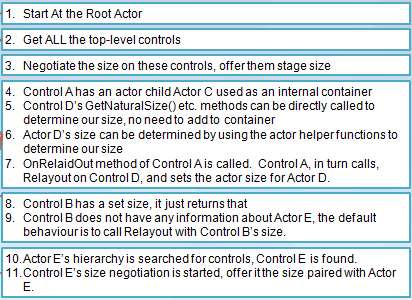 1. Start At the Root Actor
2. Get ALL the top-level controls
3. Negotiate the size on these controls, offer them stage size
4. Control A has an actor child Actor C used as an internal container
5. Control D's GetNaturalSize() etc. methods can be directly called to
determine our size, no need to add to container
6. Actor D's size can be determined by using the actor helper functions to
determine our size
7. OnRelaidOut method of Control A is called. Control A, in turn calls,
Relayout on Control D, and sets the actor size for Actor D.
8. Control B has a set size, it just returns that
9. Control B does not have any information about Actor E, the default
behaviour is to call Relayout with Control B's size.
10. Actor E's hierarchy is searched for controls, Control E is found.
11. Control E's size negotiation is started, offer it the size paired with Actor
E.